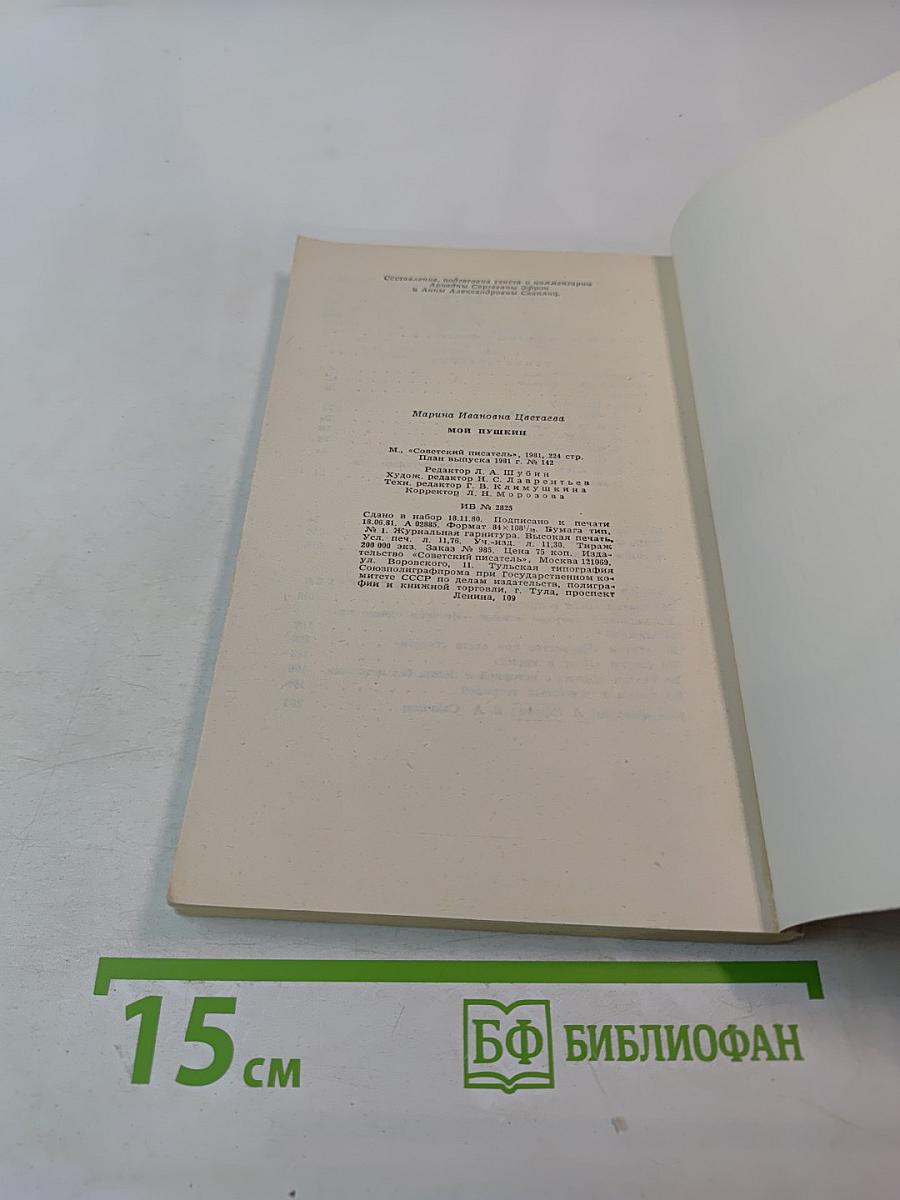 Составление, подготовка текста и комментарии
Ариадны Сергеевны Эфрон
и Анны Александровны Саакянц.
Марина Ивановна Цветаева
МОЙ ПУШКИН
М., «Советский писатель», 1981, 224 стр.
План выпуска 1981 г. № 142
Редактор Л. А. Шубин
Худож. редактор Н. С. Лаврентьев
Техн. редактор Г. В. Климушкина
Корректор Л. Н. Морозова
ИБ № 2825
Сдано в набор 18.11.80. Подписано к печати
18.06.81. А 02885. Формат 84×108¹/₃₂. Бумага тип.
№ 1. Журнальная гарнитура. Высокая печать.
Усл. печ. л. 11,76. Уч.-изд. л. 11,30. Тираж
200 000 экз. Заказ № 985. Цена 75 коп. Изда-
тельство «Советский писатель», Москва 121069,
ул. Воровского, 11. Тульская типография
Союзполиграфпрома при Государственном ко-
митете СССР по делам издательств, полигра-
фии и книжной торговли, г. Тула, проспект
Ленина, 109
15 см
БФ БИБЛИОФАН